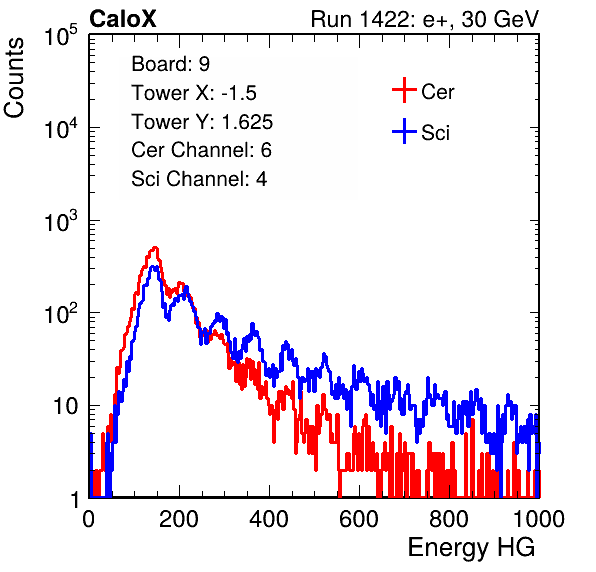 CaloX Run 1422: e+, 30 GeV
Counts
Board: 9
Tower X: -1.5
Tower Y: 1.625
Cer Channel: 6
Sci Channel: 4
Cer
Sci
10^5
10^4
10^3
10^2
10
1
0 200 400 600 800 1000
Energy HG